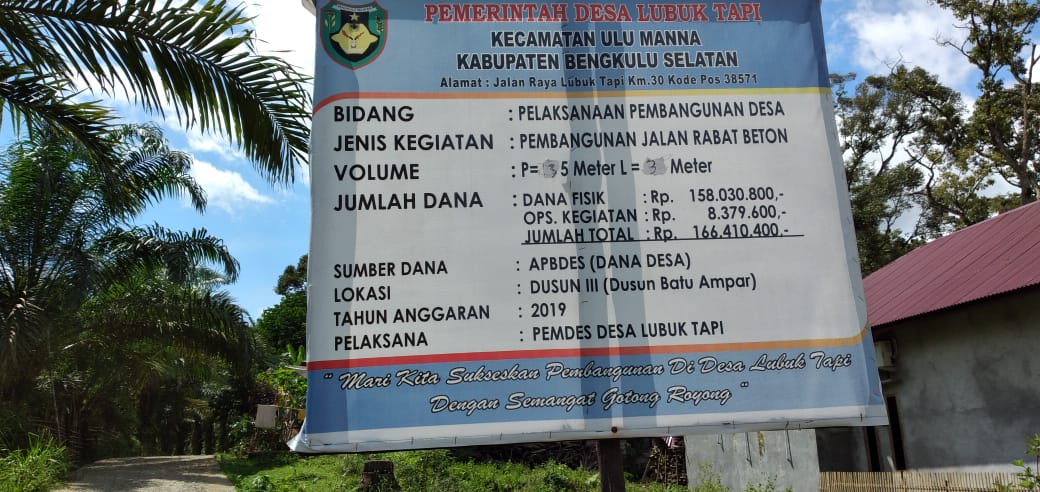 PEMERINTAH DESA LUBUK TAPI
KECAMATAN ULU MANNA
KABUPATEN BENGKULU SELATAN
Alamat : Jalan Raya Lubuk Tapi Km.30 Kode Pos 38571
BIDANG : PELAKSANAAN PEMBANGUNAN DESA
JENIS KEGIATAN : PEMBANGUNAN JALAN RABAT BETON
VOLUME : P= 5 Meter L = Meter
JUMLAH DANA : DANA FISIK : Rp. 158.030.800,-
OPS. KEGIATAN : Rp. 8.379.600,-
JUMLAH TOTAL : Rp. 166.410.400,-
SUMBER DANA : APBDES (DANA DESA)
LOKASI : DUSUN III (Dusun Batu Ampar)
TAHUN ANGGARAN : 2019
PELAKSANA : PEMDES DESA LUBUK TAPI
" Mari Kita Sukseskan Pembangunan Di Desa Lubuk Tapi
Dengan Semangat Gotong Royong "